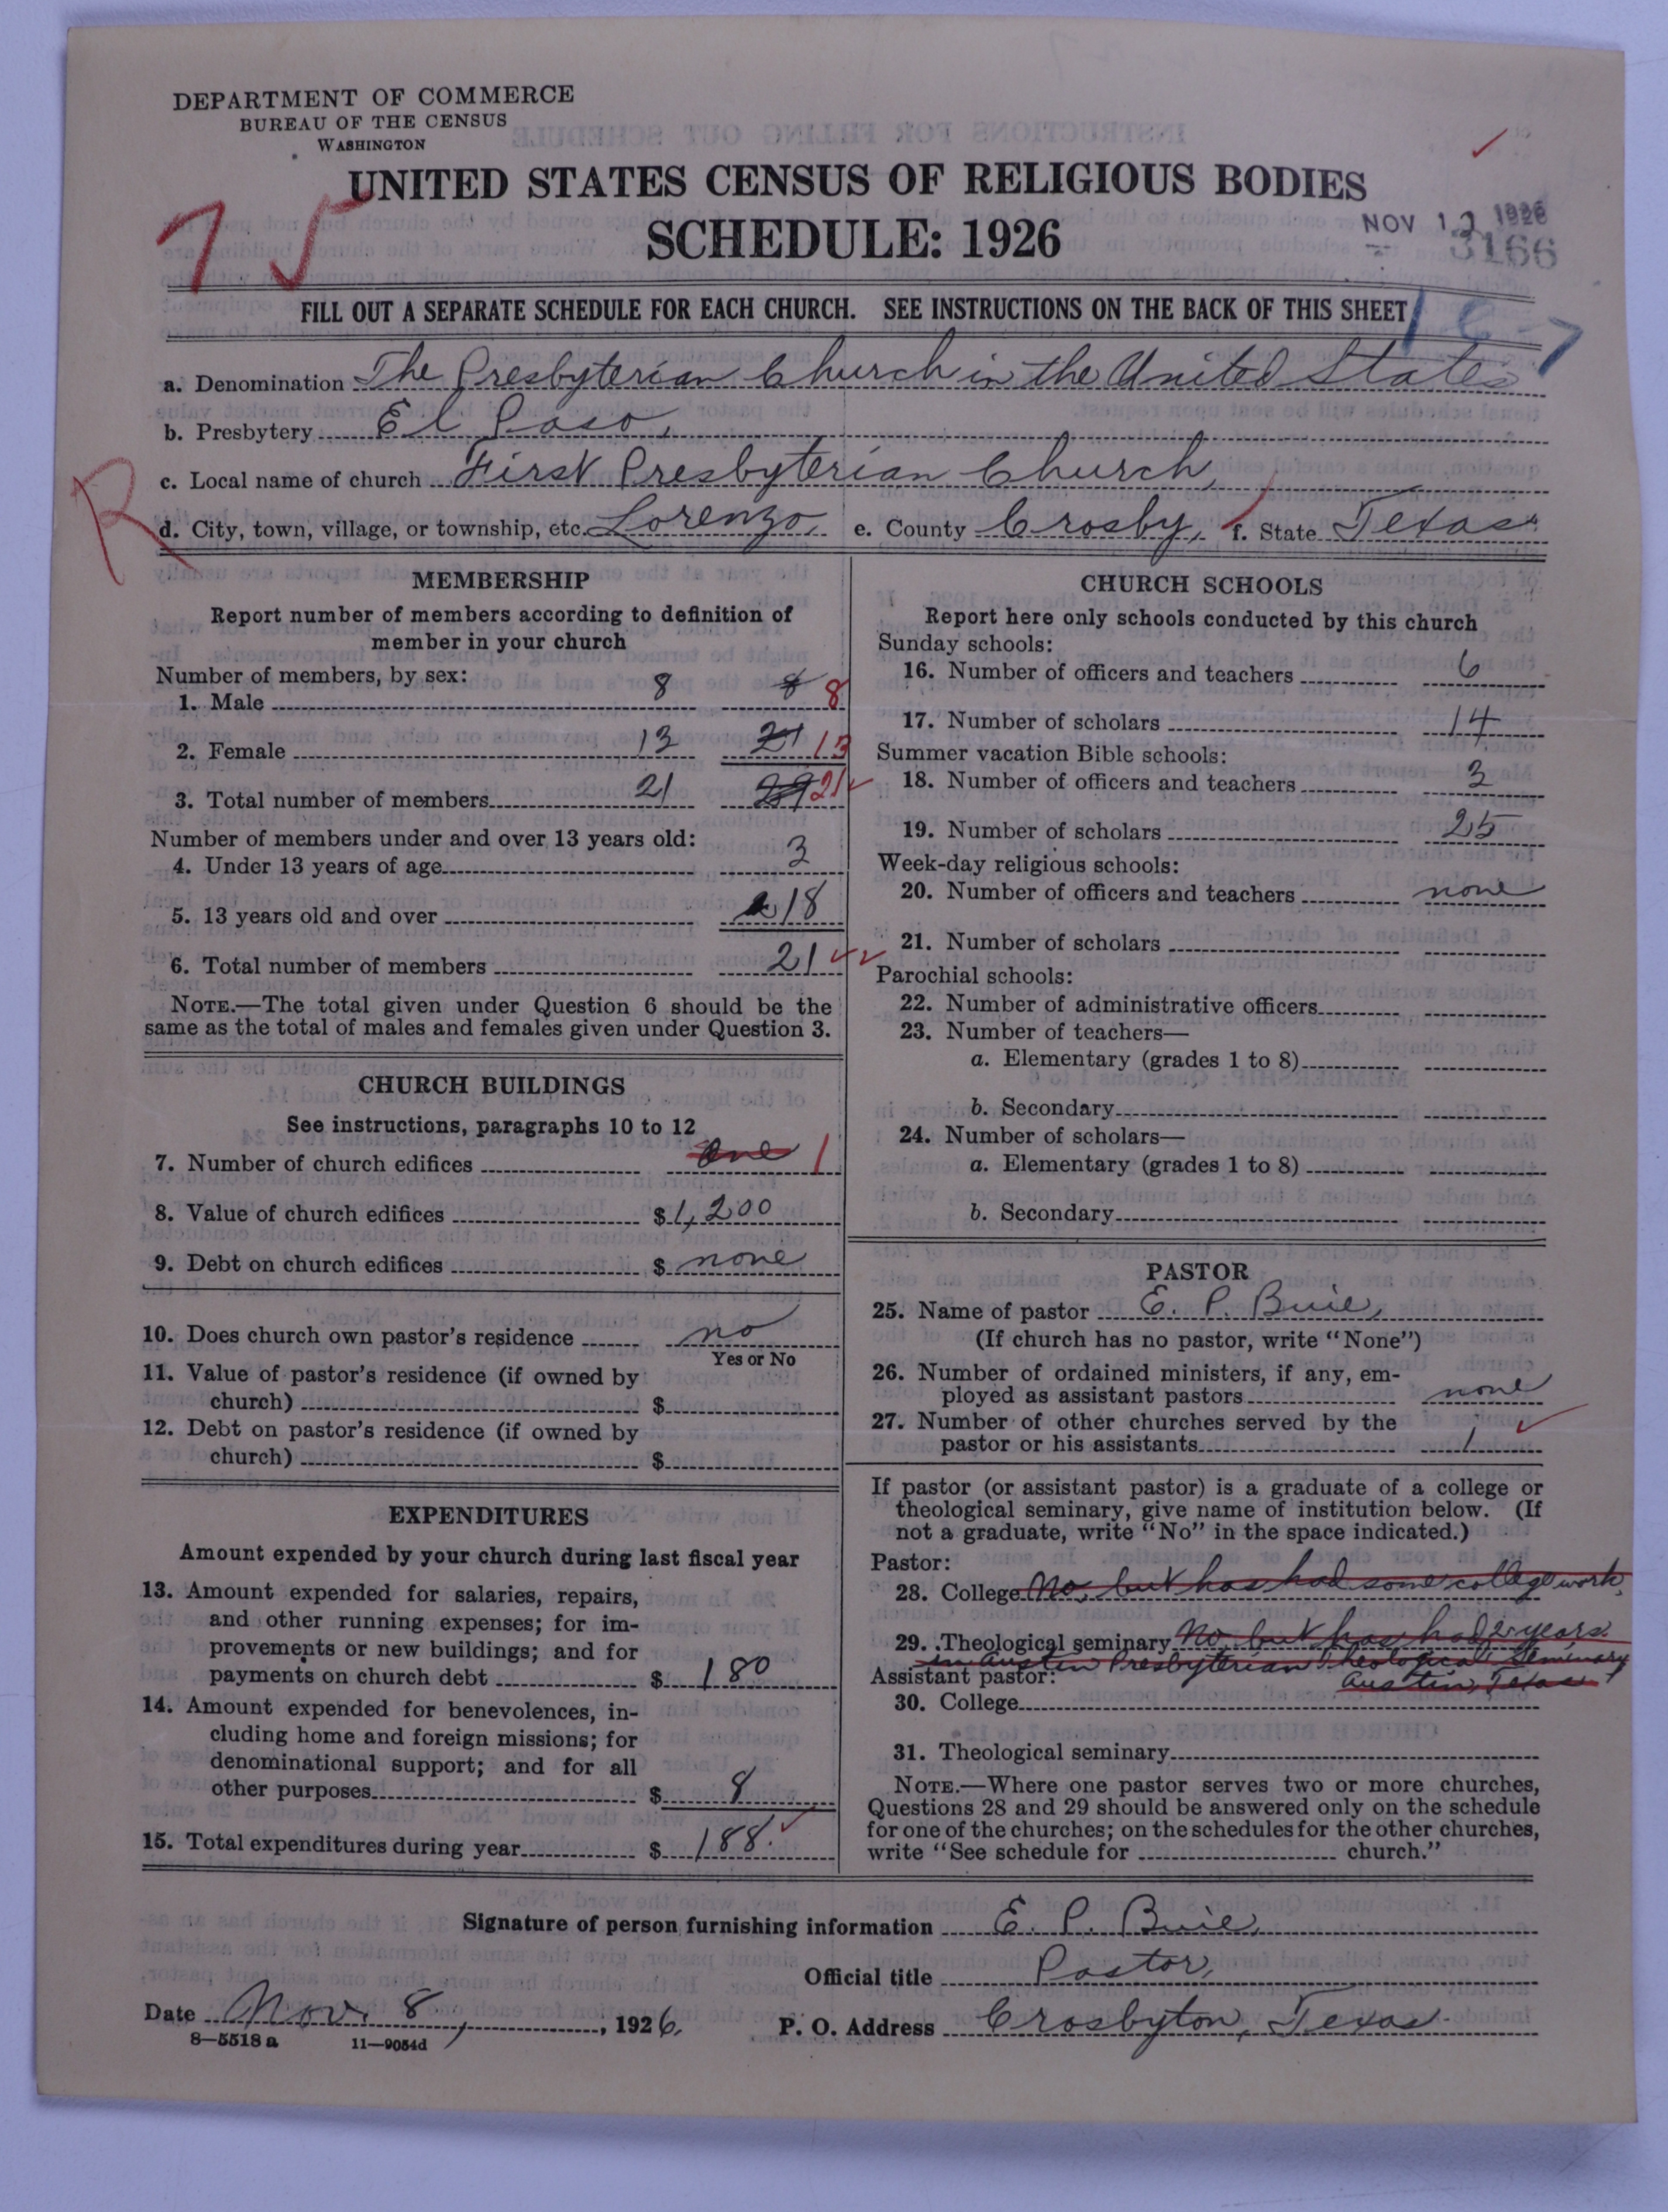 DEPARTMENT OF COMMERCE
BUREAU OF THE CENSUS
WASHINGTON
UNITED STATES CENSUS OF RELIGIOUS BODIES
SCHEDULE: 1926
NOV 12 1926
3166
75
FILL OUT A SEPARATE SCHEDULE FOR EACH CHURCH. SEE INSTRUCTIONS ON THE BACK OF THIS SHEET
a. Denomination The Presbyterian Church in the United States
b. Presbytery El Paso,
c. Local name of church First Presbyterian Church,
R
d. City, town, village, or township, etc. Lorenzo, e. County Crosby, f. State Texas
MEMBERSHIP
Report number of members according to definition of
member in your church
Number of members, by sex:
1. Male 8 8 8
2. Female 13 21 13
3. Total number of members 21 29 21
Number of members under and over 13 years old:
4. Under 13 years of age 3
5. 13 years old and over 18
6. Total number of members 21
NOTE.—The total given under Question 6 should be the
same as the total of males and females given under Question 3.
CHURCH BUILDINGS
See instructions, paragraphs 10 to 12
7. Number of church edifices one 1
8. Value of church edifices $ 1,200
9. Debt on church edifices $ none
10. Does church own pastor's residence no
Yes or No
11. Value of pastor's residence (if owned by
church) $
12. Debt on pastor's residence (if owned by
church) $
EXPENDITURES
Amount expended by your church during last fiscal year
13. Amount expended for salaries, repairs,
and other running expenses; for im-
provements or new buildings; and for
payments on church debt $ 180
14. Amount expended for benevolences, in-
cluding home and foreign missions; for
denominational support; and for all
other purposes $ 8
15. Total expenditures during year $ 188.
CHURCH SCHOOLS
Report here only schools conducted by this church
Sunday schools:
16. Number of officers and teachers 6
17. Number of scholars 14
Summer vacation Bible schools:
18. Number of officers and teachers 3
19. Number of scholars 25
Week-day religious schools:
20. Number of officers and teachers none
21. Number of scholars
Parochial schools:
22. Number of administrative officers
23. Number of teachers—
a. Elementary (grades 1 to 8)
b. Secondary
24. Number of scholars—
a. Elementary (grades 1 to 8)
b. Secondary
PASTOR
25. Name of pastor E. P. Buie,
(If church has no pastor, write "None")
26. Number of ordained ministers, if any, em-
ployed as assistant pastors none
27. Number of other churches served by the
pastor or his assistants 1
If pastor (or assistant pastor) is a graduate of a college or
theological seminary, give name of institution below. (If
not a graduate, write "No" in the space indicated.)
Pastor:
28. College No, but has had some college work
29. Theological seminary No, but has had 2 years
in Austin Presbyterian Theological Seminary
Austin, Texas
Assistant pastor:
30. College
31. Theological seminary
NOTE.—Where one pastor serves two or more churches,
Questions 28 and 29 should be answered only on the schedule
for one of the churches; on the schedules for the other churches,
write "See schedule for church."
Signature of person furnishing information E. P. Buie,
Official title Pastor,
Date Nov. 8, 1926.
P. O. Address Crosbyton, Texas.
8—5518 a 11—9054d